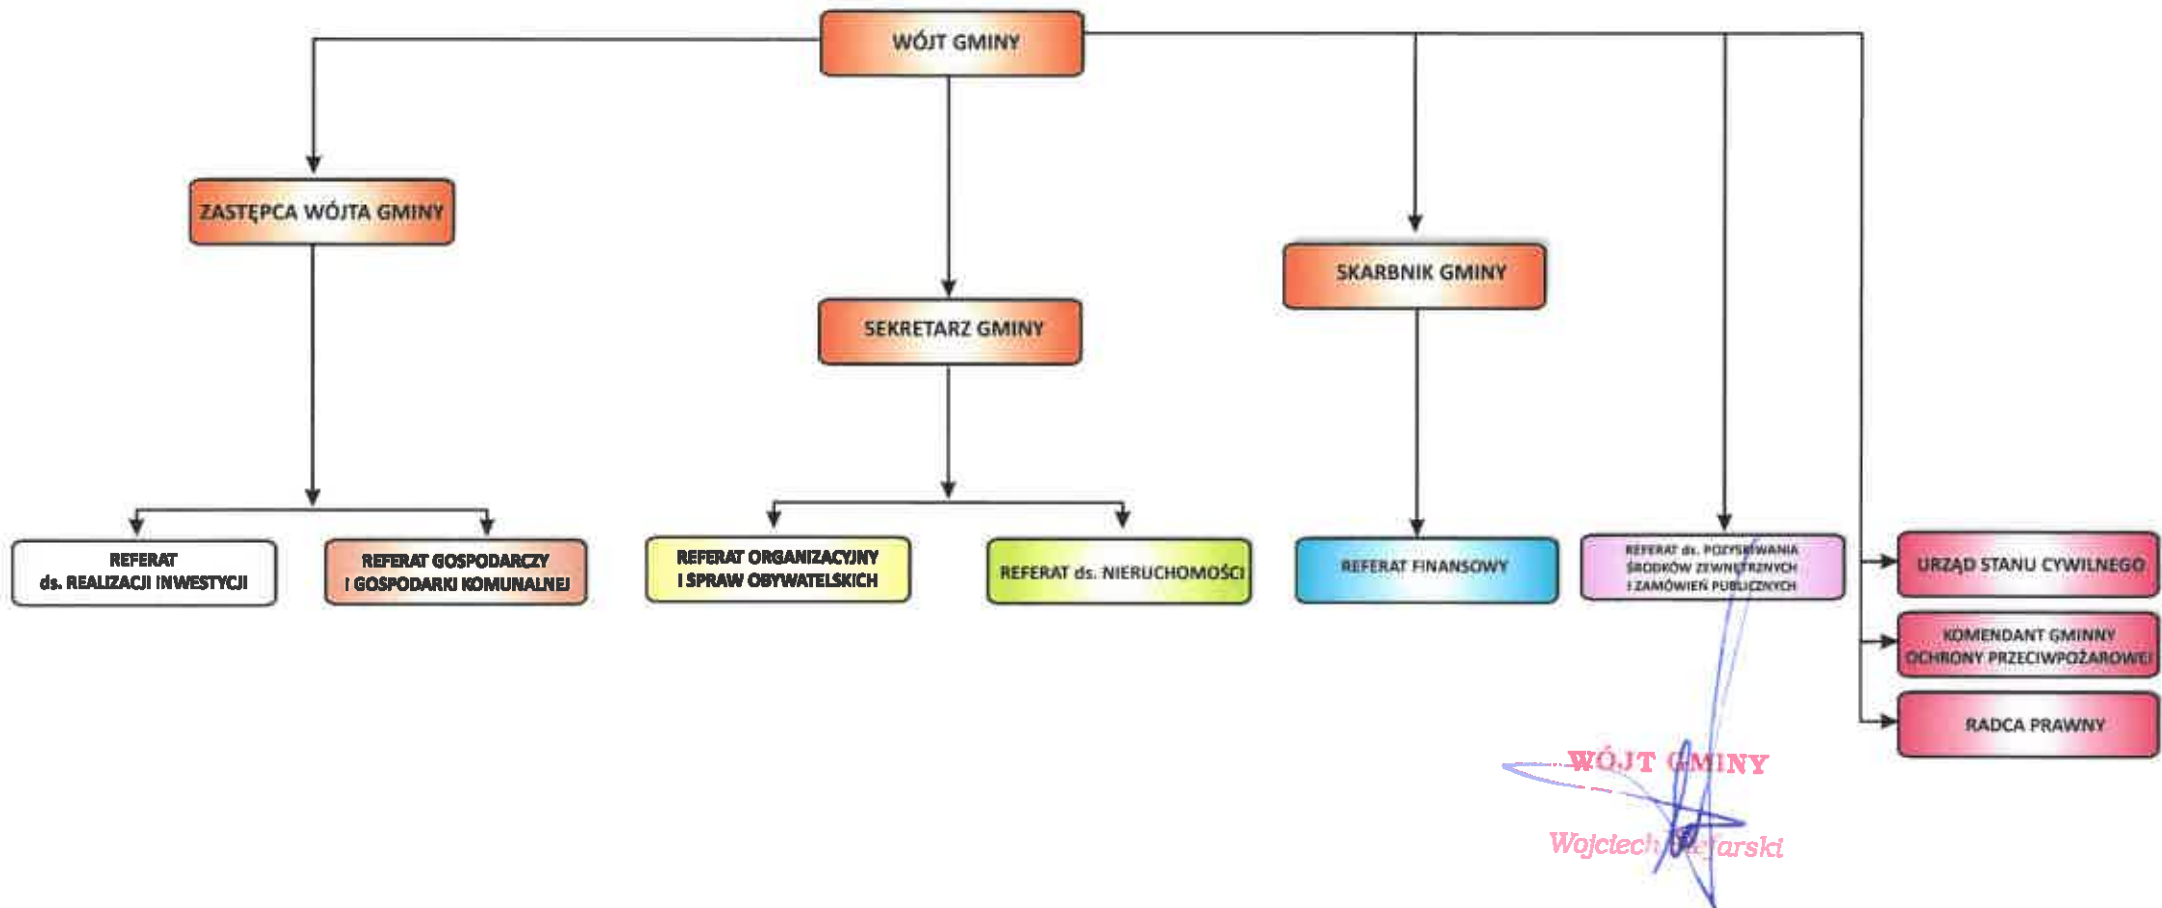 WÓJT GMINY
ZASTĘPCA WÓJTA GMINY
SKARBNIK GMINY
SEKRETARZ GMINY
REFERAT
ds. REALIZACJI INWESTYCJI
REFERAT GOSPODARCZY
I GOSPODARKI KOMUNALNEJ
REFERAT ORGANIZACYJNY
I SPRAW OBYWATELSKICH
REFERAT ds. NIERUCHOMOŚCI
REFERAT FINANSOWY
REFERAT ds. POZYSKIWANIA
ŚRODKÓW ZEWNĘTRZNYCH
I ZAMÓWIEŃ PUBLICZNYCH
URZĄD STANU CYWILNEGO
KOMENDANT GMINNY
OCHRONY PRZECIWPOŻAROWEJ
RADCA PRAWNY
WÓJT GMINY
Wojciech